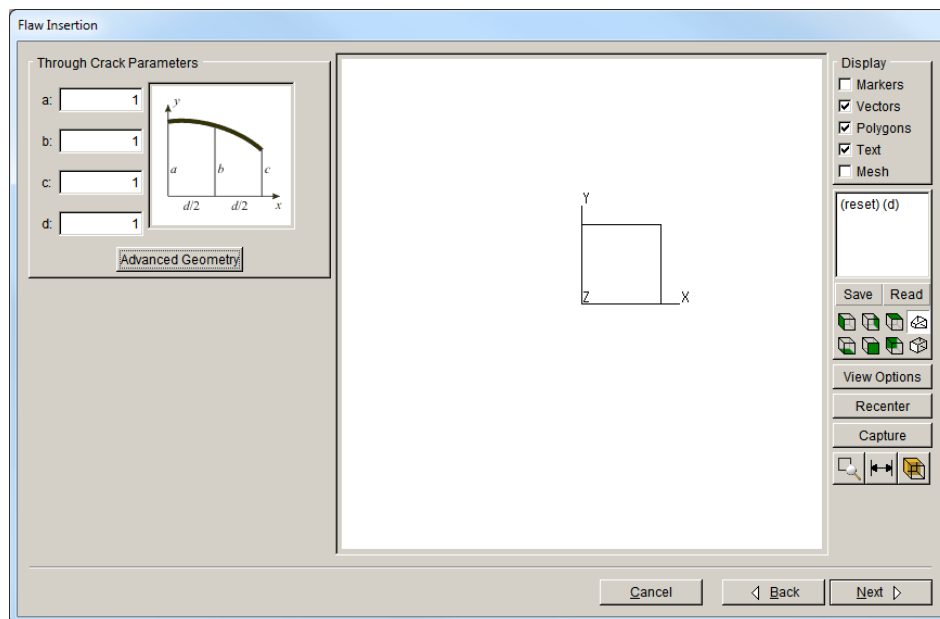 Flaw Insertion
Through Crack Parameters
a: 1
b: 1
c: 1
d: 1
y
a
b
c
d/2
d/2
x
Advanced Geometry
Y
Z
X
Display
Markers
Vectors
Polygons
Text
Mesh
(reset) (d)
Save
Read
View Options
Recenter
Capture
Cancel
Back
Next